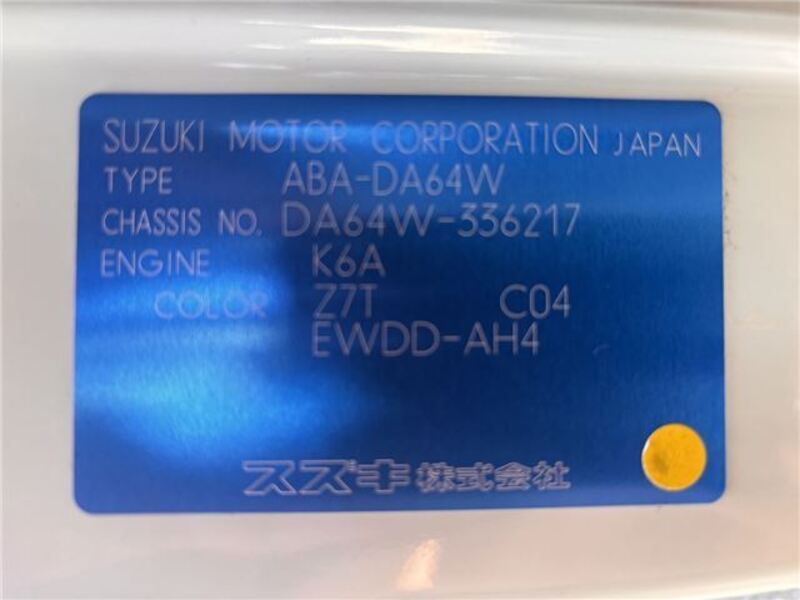 SUZUKI MOTOR CORPORATION JAPAN
TYPE ABA-DA64W
CHASSIS NO. DA64W-336217
ENGINE K6A
COLOR Z7T C04
EWDD-AH4
スズキ株式会社